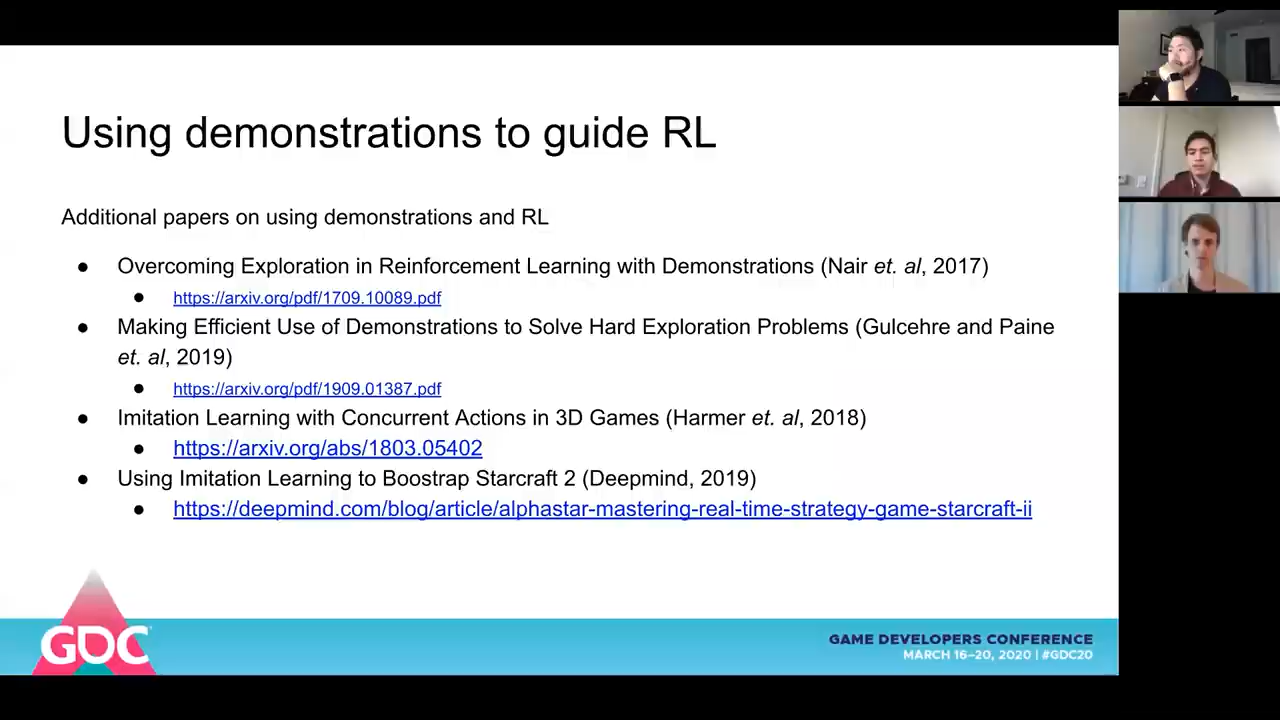 Using demonstrations to guide RL
Additional papers on using demonstrations and RL
● Overcoming Exploration in Reinforcement Learning with Demonstrations (Nair et. al, 2017)
● https://arxiv.org/pdf/1709.10089.pdf
● Making Efficient Use of Demonstrations to Solve Hard Exploration Problems (Gulcehre and Paine
et. al, 2019)
● https://arxiv.org/pdf/1909.01387.pdf
● Imitation Learning with Concurrent Actions in 3D Games (Harmer et. al, 2018)
● https://arxiv.org/abs/1803.05402
● Using Imitation Learning to Boostrap Starcraft 2 (Deepmind, 2019)
● https://deepmind.com/blog/article/alphastar-mastering-real-time-strategy-game-starcraft-ii
GDC
GAME DEVELOPERS CONFERENCE
MARCH 16–20, 2020 | #GDC20